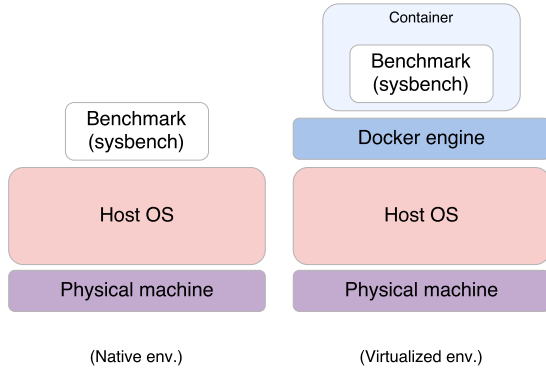 Benchmark
(sysbench)
Host OS
Physical machine
(Native env.)
Container
Benchmark
(sysbench)
Docker engine
Host OS
Physical machine
(Virtualized env.)